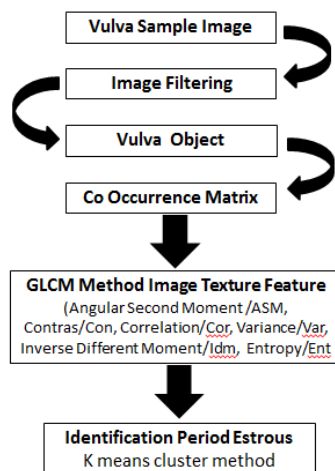 Vulva Sample Image
Image Filtering
Vulva Object
Co Occurrence Matrix
GLCM Method Image Texture Feature
(Angular Second Moment /ASM,
Contras/Con, Correlation/Cor, Variance/Var,
Inverse Different Moment/Idm, Entropy/Ent
Identification Period Estrous
K means cluster method